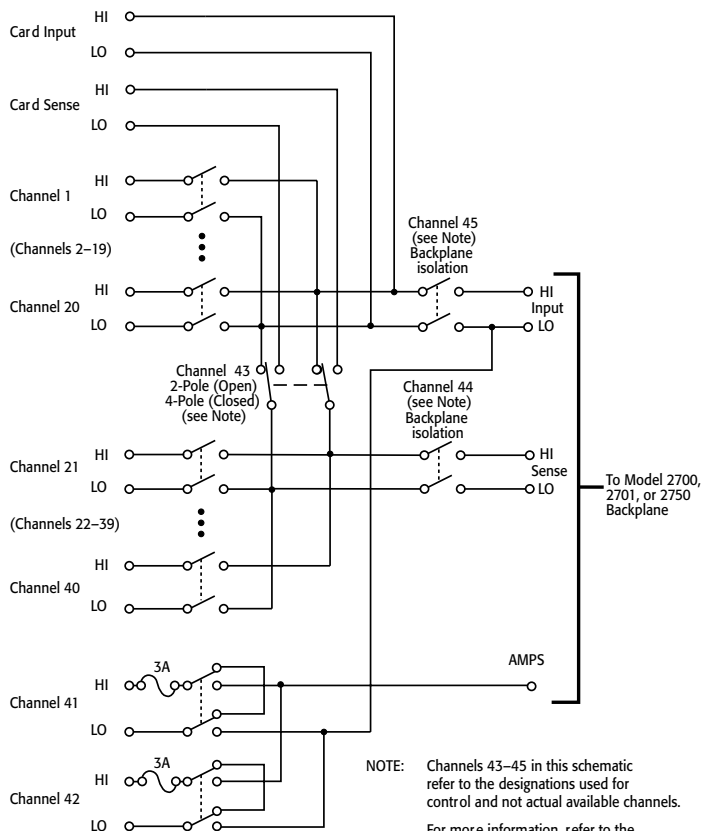 Card Input
HI
LO
Card Sense
HI
LO
Channel 1
HI
LO
(Channels 2–19)
Channel 20
HI
LO
Channel 45
(see Note)
Backplane
isolation
HI
Input
LO
Channel 43
2-Pole (Open)
4-Pole (Closed)
(see Note)
Channel 44
(see Note)
Backplane
isolation
Channel 21
HI
LO
HI
Sense
LO
To Model 2700,
2701, or 2750
Backplane
(Channels 22–39)
Channel 40
HI
LO
AMPS
Channel 41
HI
3A
LO
Channel 42
HI
3A
LO
NOTE: Channels 43–45 in this schematic
refer to the designations used for
control and not actual available channels.
For more information, refer to the